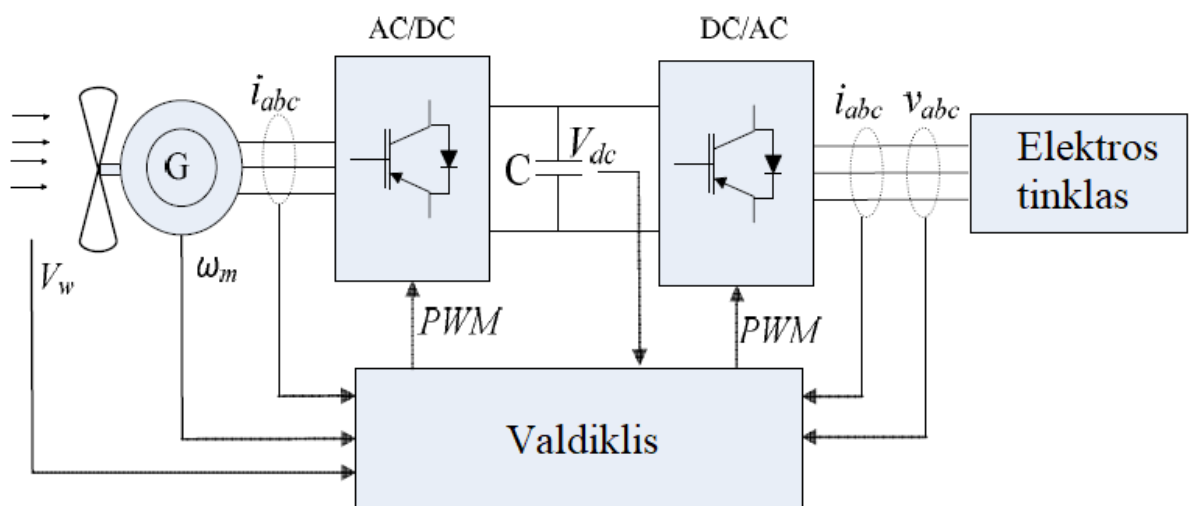 AC/DC
DC/AC
i_abc
G
C
V_dc
i_abc
v_abc
Elektros
tinklas
V_w
ω_m
PWM
PWM
Valdiklis